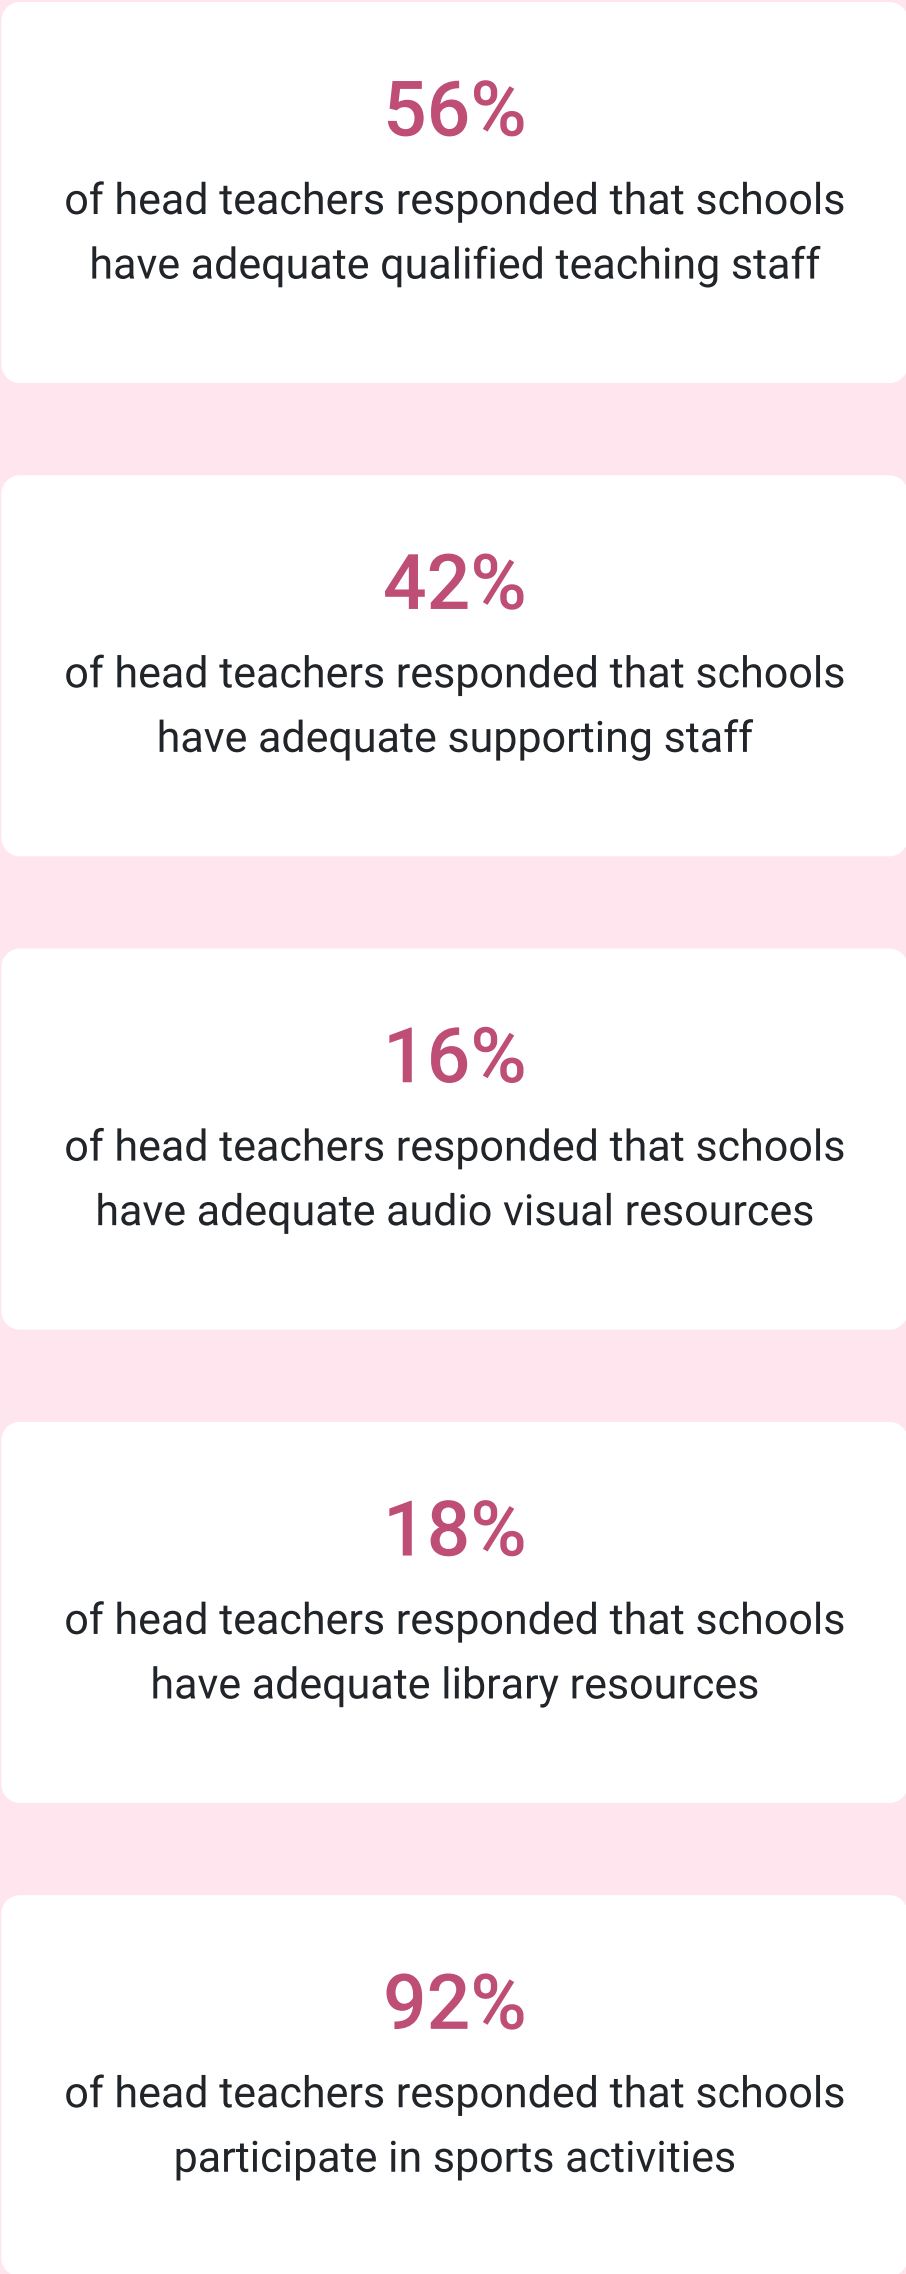 56%
of head teachers responded that schools
have adequate qualified teaching staff
42%
of head teachers responded that schools
have adequate supporting staff
16%
of head teachers responded that schools
have adequate audio visual resources
18%
of head teachers responded that schools
have adequate library resources
92%
of head teachers responded that schools
participate in sports activities